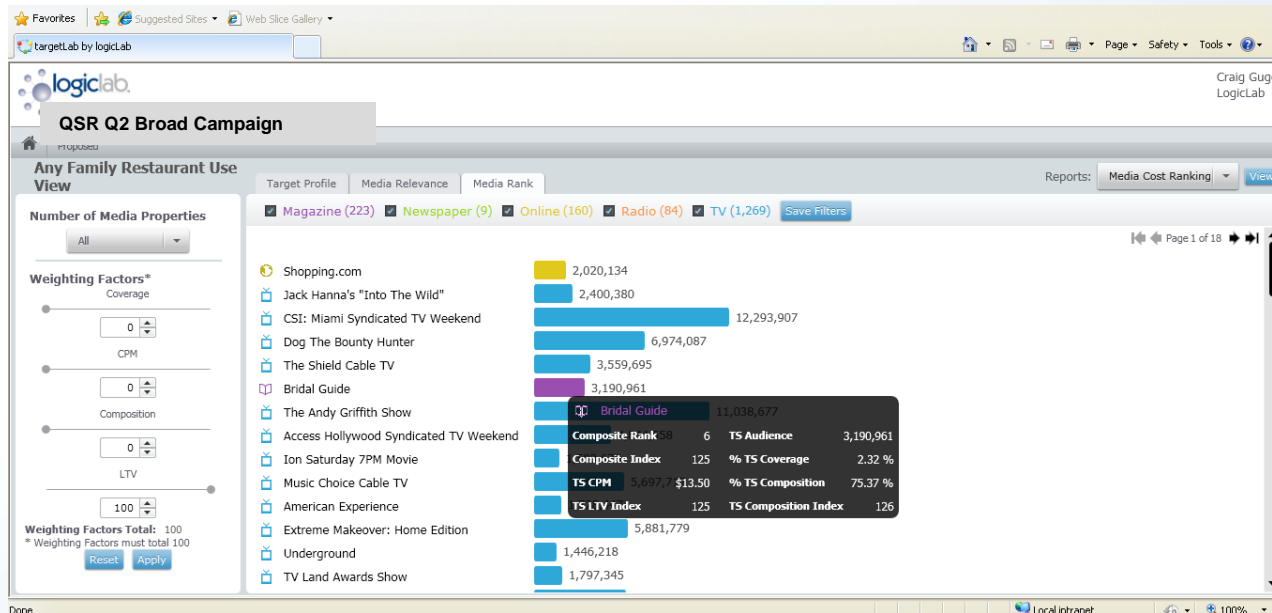 Favorites Suggested Sites Web Slice Gallery
targetLab by logicLab Page Safety Tools
logiclab.
Craig Gug
LogicLab
QSR Q2 Broad Campaign
Proposed
Any Family Restaurant Use
View
Target Profile Media Relevance Media Rank Reports: Media Cost Ranking View
Number of Media Properties
All
Magazine (223) Newspaper (9) Online (160) Radio (84) TV (1,269) Save Filters
Page 1 of 18
Weighting Factors*
Coverage
0
CPM
0
Composition
0
LTV
100
Weighting Factors Total: 100
* Weighting Factors must total 100
Reset Apply
Shopping.com 2,020,134
Jack Hanna's "Into The Wild" 2,400,380
CSI: Miami Syndicated TV Weekend 12,293,907
Dog The Bounty Hunter 6,974,087
The Shield Cable TV 3,559,695
Bridal Guide 3,190,961
The Andy Griffith Show 11,038,677
Access Hollywood Syndicated TV Weekend
Ion Saturday 7PM Movie
Music Choice Cable TV
American Experience
Extreme Makeover: Home Edition 5,881,779
Underground 1,446,218
TV Land Awards Show 1,797,345
Bridal Guide
Composite Rank 6 TS Audience 3,190,961
Composite Index 125 % TS Coverage 2.32 %
TS CPM $13.50 % TS Composition 75.37 %
TS LTV Index 125 TS Composition Index 126
Done Local intranet 100%